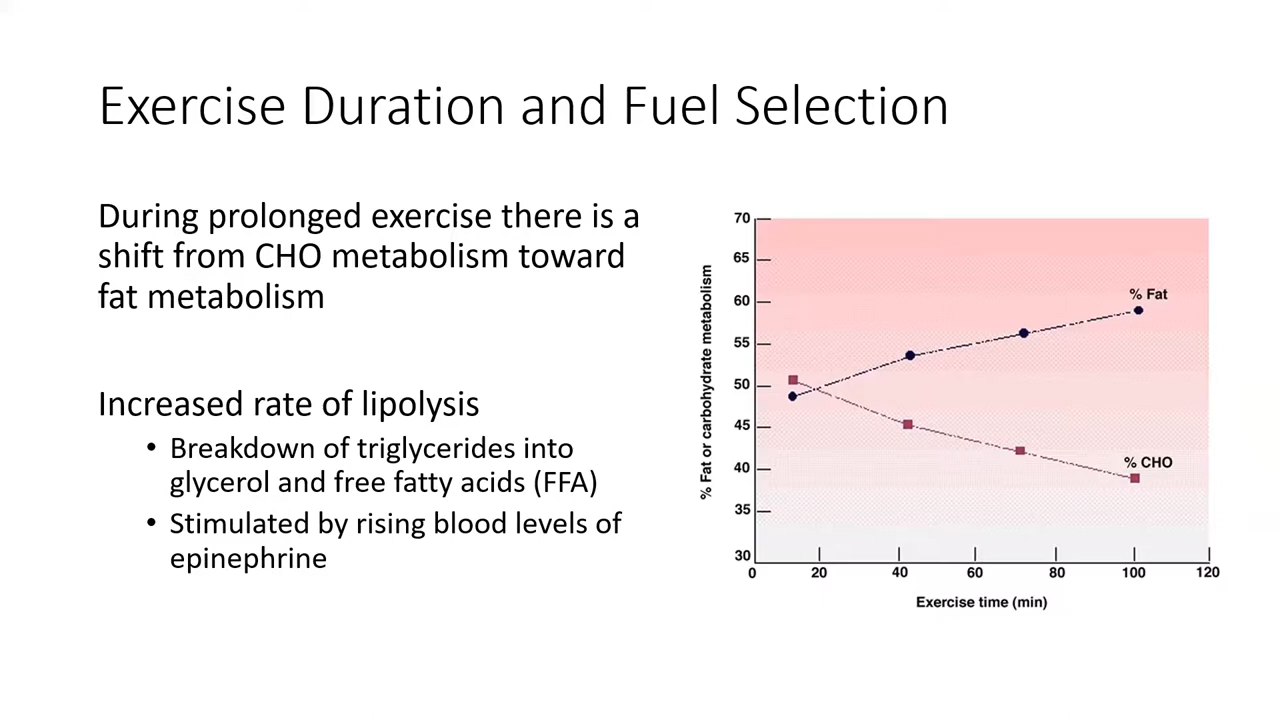 Exercise Duration and Fuel Selection
During prolonged exercise there is a
shift from CHO metabolism toward
fat metabolism
Increased rate of lipolysis
• Breakdown of triglycerides into
glycerol and free fatty acids (FFA)
• Stimulated by rising blood levels of
epinephrine
% Fat or carbohydrate metabolism
70
65
60
55
50
45
40
35
30
% Fat
% CHO
0 20 40 60 80 100 120
Exercise time (min)